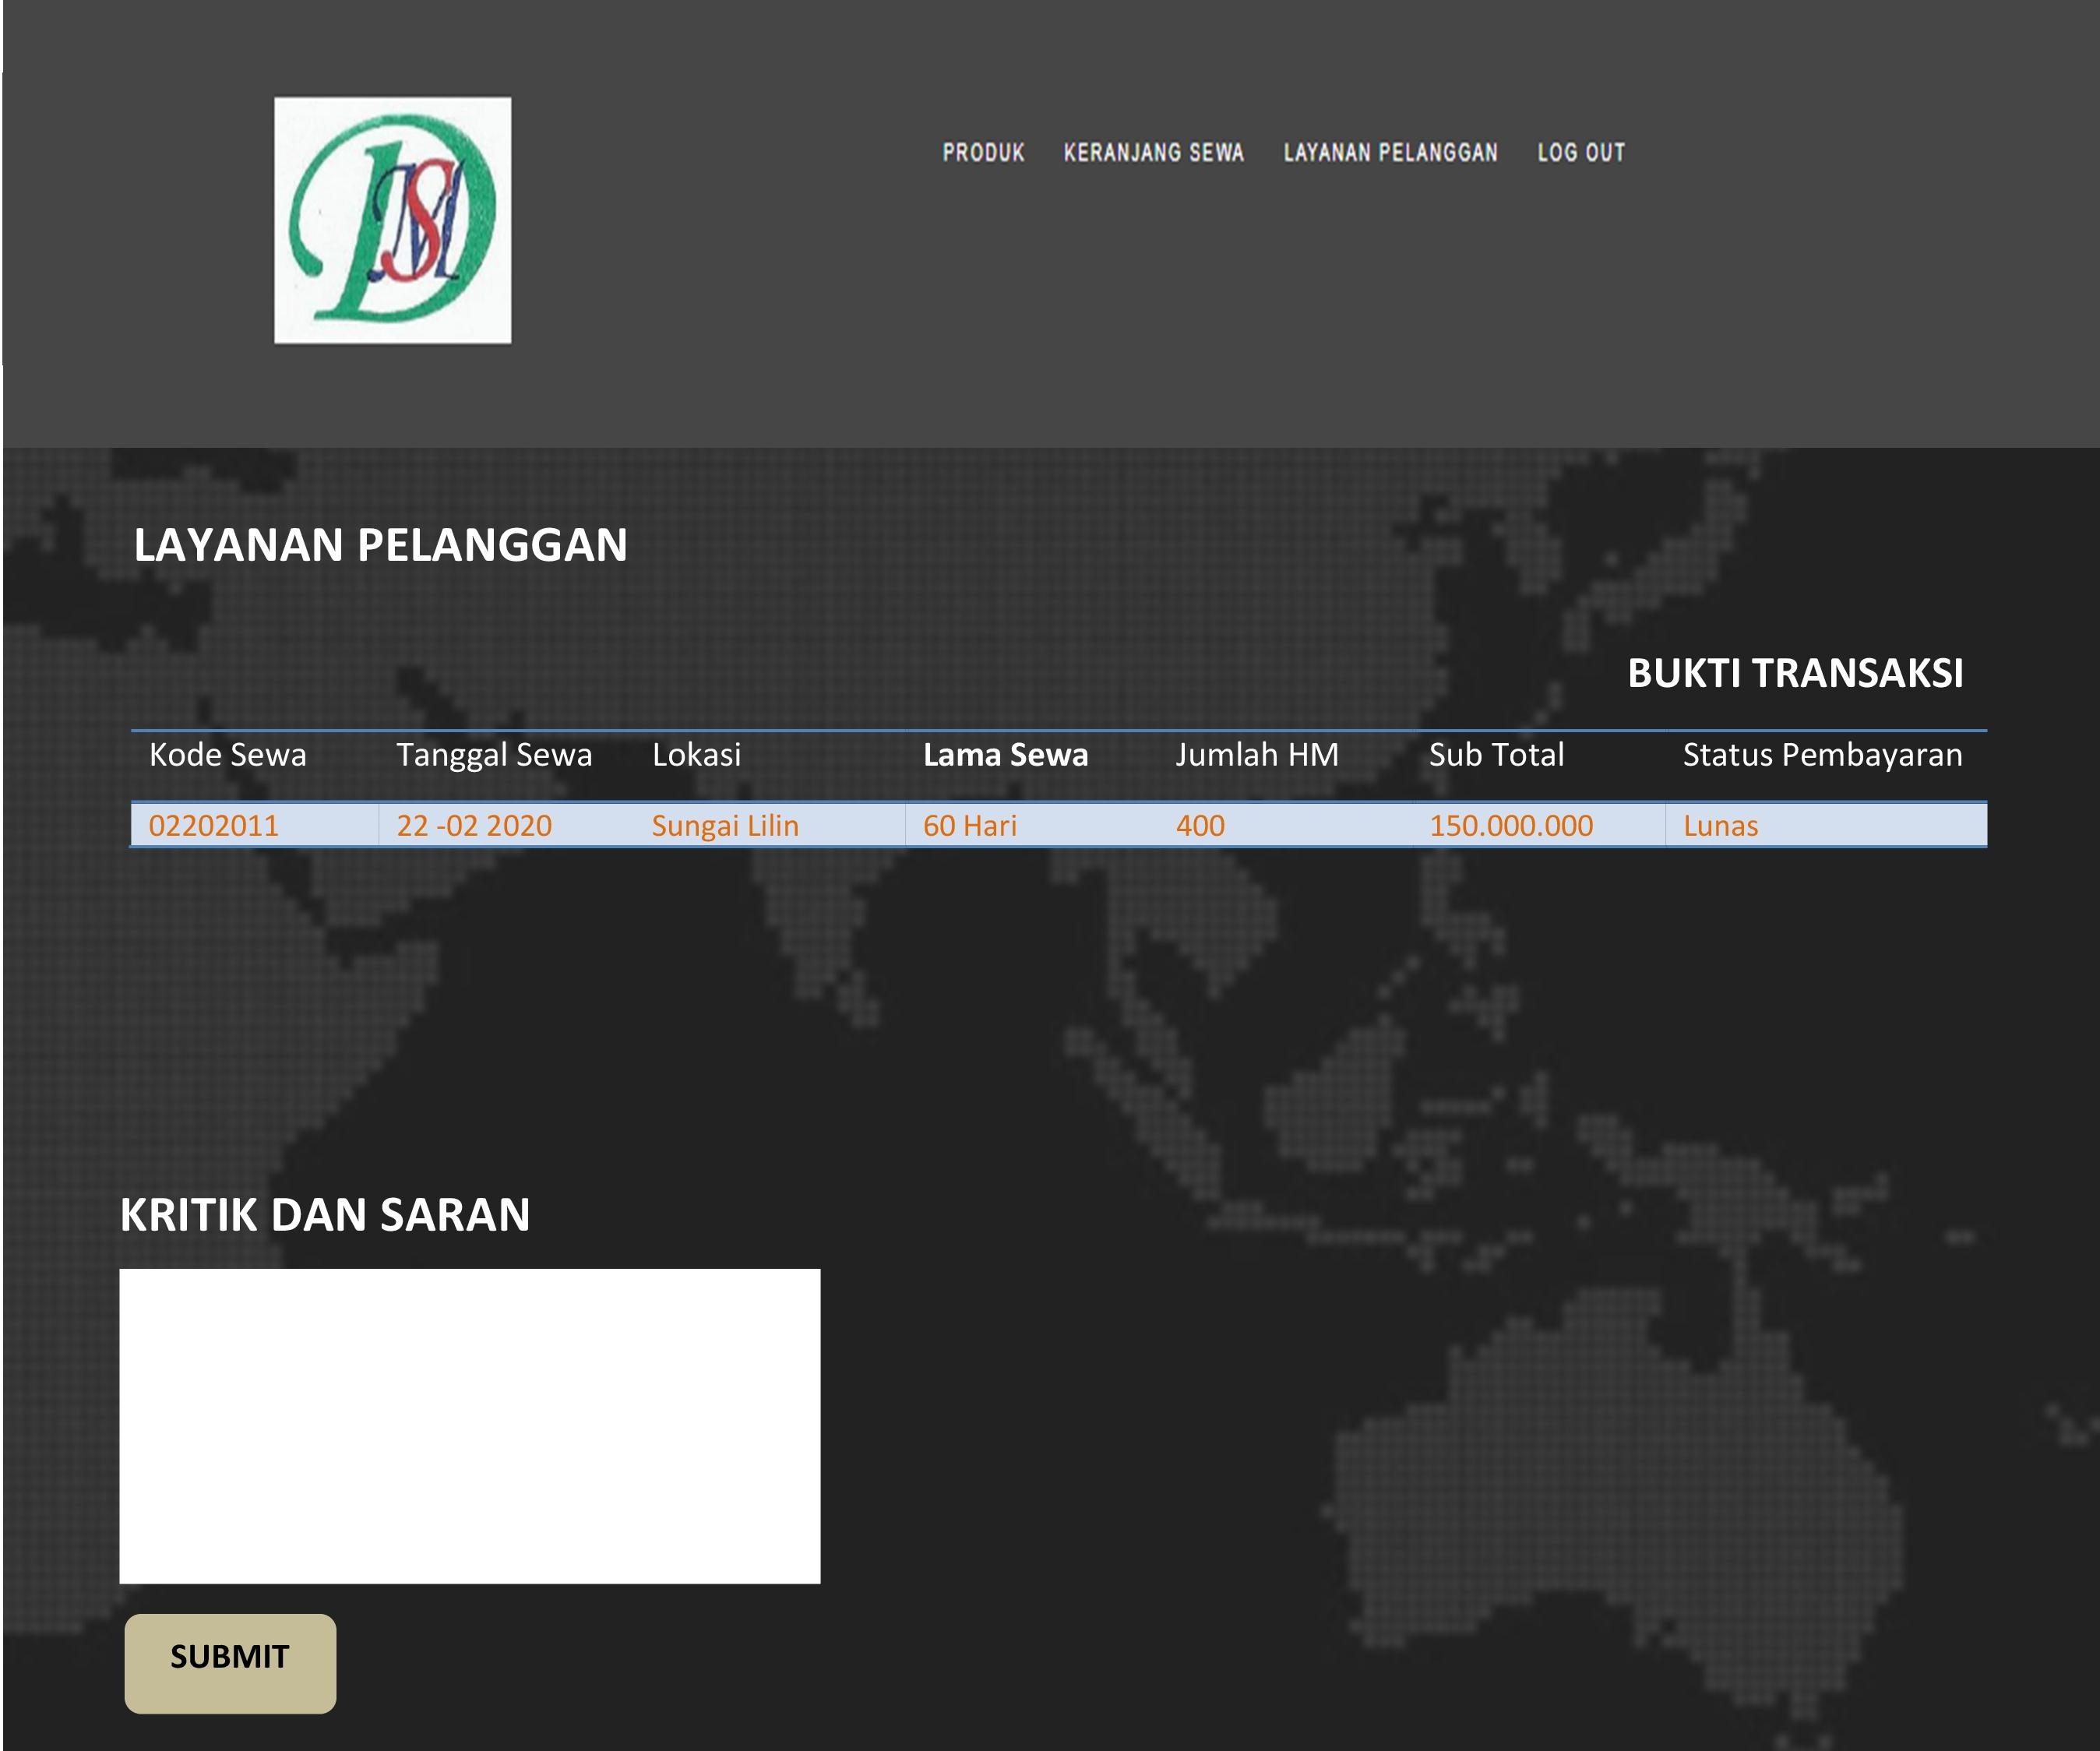 DSM
PRODUK KERANJANG SEWA LAYANAN PELANGGAN LOG OUT
LAYANAN PELANGGAN
BUKTI TRANSAKSI
Kode Sewa Tanggal Sewa Lokasi Lama Sewa Jumlah HM Sub Total Status Pembayaran
02202011 22 -02 2020 Sungai Lilin 60 Hari 400 150.000.000 Lunas
KRITIK DAN SARAN
SUBMIT